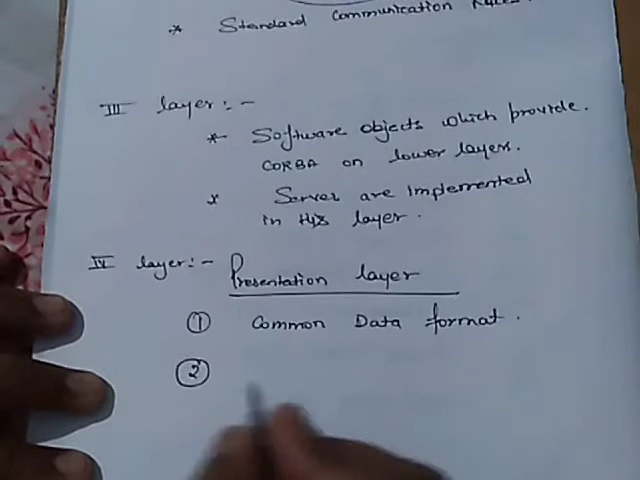 * Standard Communication Rules.
III layer:-
* Software objects which provide.
CORBA on lower layers.
* Server are implemented
in this layer.
IV layer:- Presentation layer
① Common Data format.
②